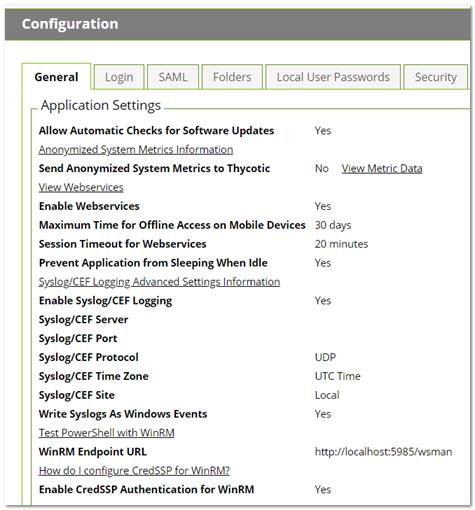 Configuration
General Login SAML Folders Local User Passwords Security
Application Settings
Allow Automatic Checks for Software Updates Yes
Anonymized System Metrics Information
Send Anonymized System Metrics to Thycotic No View Metric Data
View Webservices
Enable Webservices Yes
Maximum Time for Offline Access on Mobile Devices 30 days
Session Timeout for Webservices 20 minutes
Prevent Application from Sleeping When Idle Yes
Syslog/CEF Logging Advanced Settings Information
Enable Syslog/CEF Logging Yes
Syslog/CEF Server
Syslog/CEF Port
Syslog/CEF Protocol UDP
Syslog/CEF Time Zone UTC Time
Syslog/CEF Site Local
Write Syslogs As Windows Events Yes
Test PowerShell with WinRM
WinRM Endpoint URL http://localhost:5985/wsman
How do I configure CredSSP for WinRM?
Enable CredSSP Authentication for WinRM Yes